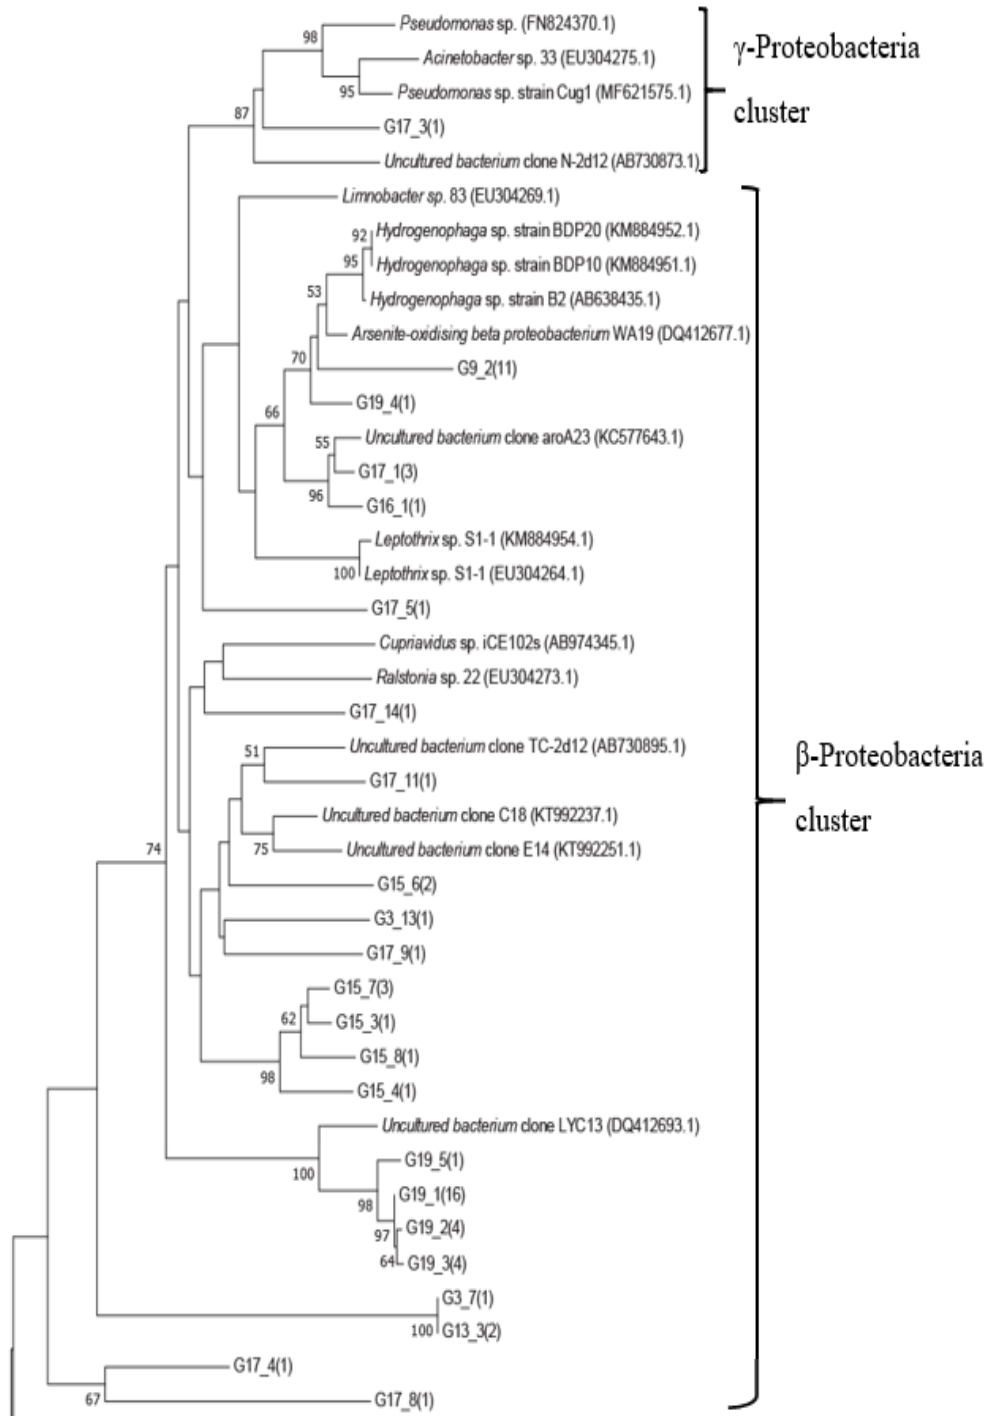 98
Pseudomonas sp. (FN824370.1)
Acinetobacter sp. 33 (EU304275.1)
95
Pseudomonas sp. strain Cug1 (MF621575.1)
87
G17_3(1)
Uncultured bacterium clone N-2d12 (AB730873.1)
γ-Proteobacteria
cluster
Limnobacter sp. 83 (EU304269.1)
92
Hydrogenophaga sp. strain BDP20 (KM884952.1)
95
Hydrogenophaga sp. strain BDP10 (KM884951.1)
53
Hydrogenophaga sp. strain B2 (AB638435.1)
Arsenite-oxidising beta proteobacterium WA19 (DQ412677.1)
70
G9_2(11)
G19_4(1)
66
55
Uncultured bacterium clone aroA23 (KC577643.1)
G17_1(3)
96
G16_1(1)
Leptothrix sp. S1-1 (KM884954.1)
100
Leptothrix sp. S1-1 (EU304264.1)
G17_5(1)
Cupriavidus sp. iCE102s (AB974345.1)
Ralstonia sp. 22 (EU304273.1)
G17_14(1)
51
Uncultured bacterium clone TC-2d12 (AB730895.1)
G17_11(1)
Uncultured bacterium clone C18 (KT992237.1)
75
Uncultured bacterium clone E14 (KT992251.1)
G15_6(2)
G3_13(1)
G17_9(1)
G15_7(3)
62
G15_3(1)
G15_8(1)
98
G15_4(1)
74
Uncultured bacterium clone LYC13 (DQ412693.1)
100
G19_5(1)
98
G19_1(16)
97
G19_2(4)
64
G19_3(4)
G3_7(1)
100
G13_3(2)
G17_4(1)
67
G17_8(1)
β-Proteobacteria
cluster